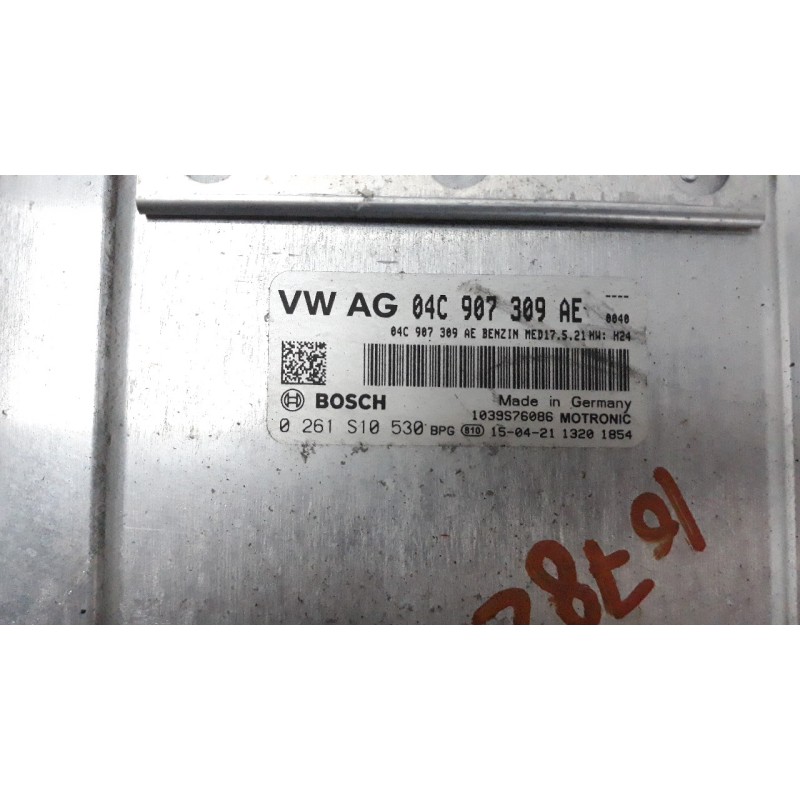 VW AG 04C 907 309 AE ----
0040
04C 907 309 AE BENZIN MED17.5.21 HW: H24
BOSCH
Made in Germany
1039S76086 MOTRONIC
0 261 S10 530 BPG 810 15-04-21 1320 1854